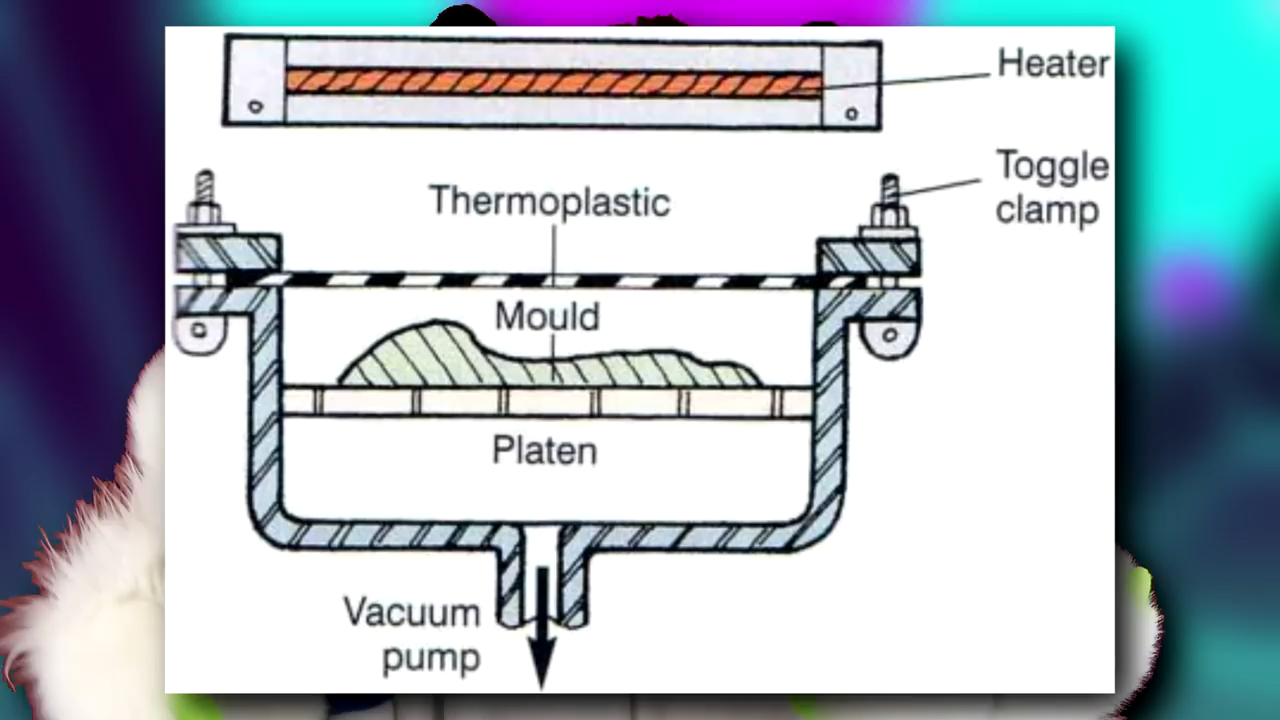 Heater
Toggle
clamp
Thermoplastic
Mould
Platen
Vacuum
pump